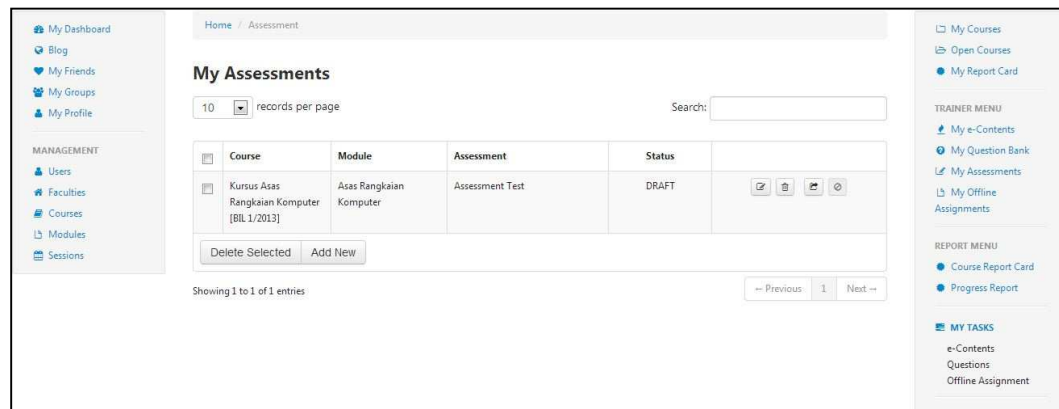 My Dashboard
Blog
My Friends
My Groups
My Profile
MANAGEMENT
Users
Faculties
Courses
Modules
Sessions
Home / Assessment
My Assessments
10 records per page
Search:
Course Module Assessment Status
Kursus Asas Rangkaian Komputer [BIL 1/2013]
Asas Rangkaian Komputer
Assessment Test
DRAFT
Delete Selected Add New
Showing 1 to 1 of 1 entries
← Previous 1 Next →
My Courses
Open Courses
My Report Card
TRAINER MENU
My e-Contents
My Question Bank
My Assessments
My Offline
Assignments
REPORT MENU
Course Report Card
Progress Report
MY TASKS
e-Contents
Questions
Offline Assignment